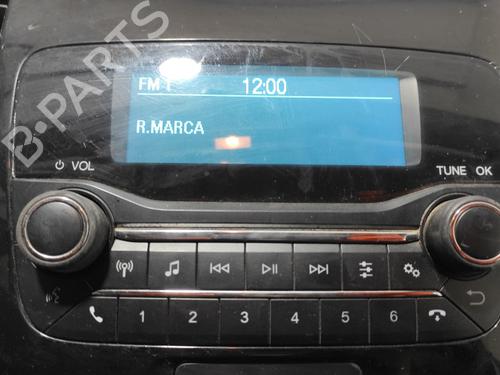 B-PARTS
FM 1 12:00
R.MARCA
VOL TUNE OK
1 2 3 4 5 6